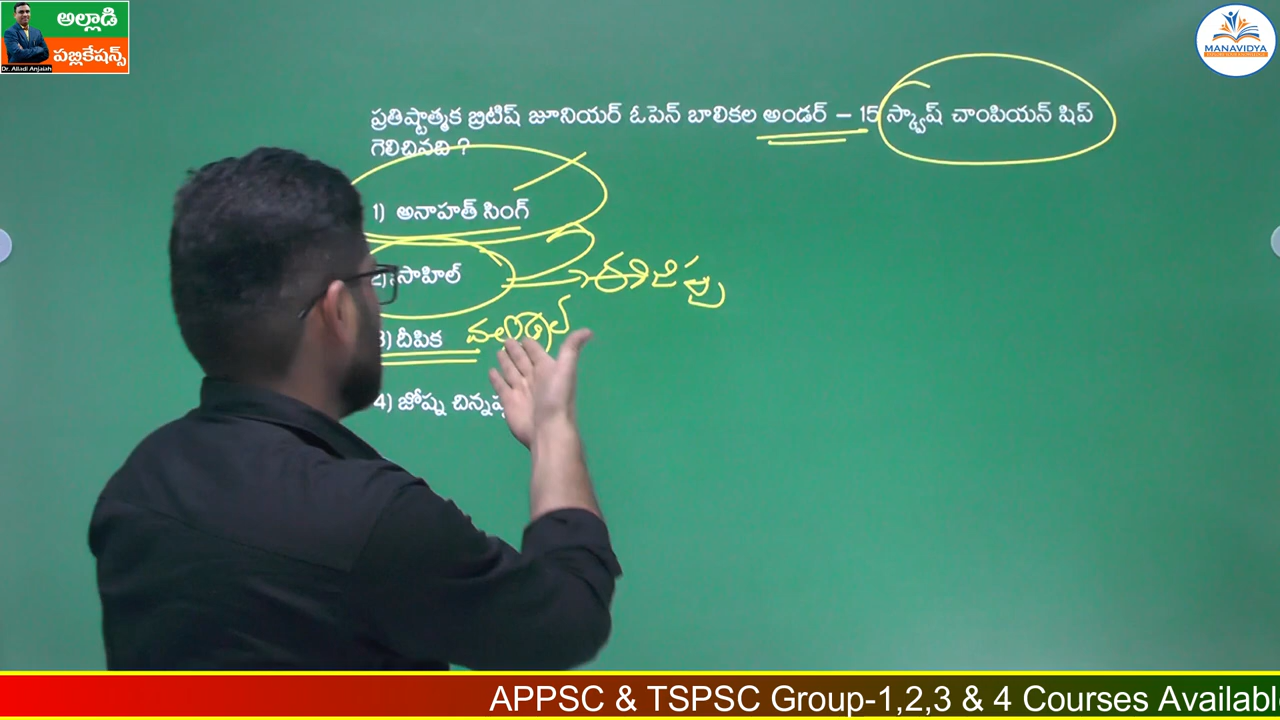 అల్లాడి
పబ్లికేషన్స్
Dr. Alladi Anjaiah
MANAVIDYA
ప్రతిష్టాత్మక బ్రిటిష్ జూనియర్ ఓపెన్ బాలికల అండర్ – 15 స్క్వాష్ చాంపియన్ షిప్
గెలిచినది ?
1) అనాహత్ సింగ్
2) సాహిల్
ఈజిప్టు
3) దీపిక
4) జోష్న
APPSC & TSPSC Group-1,2,3 & 4 Courses Availabl